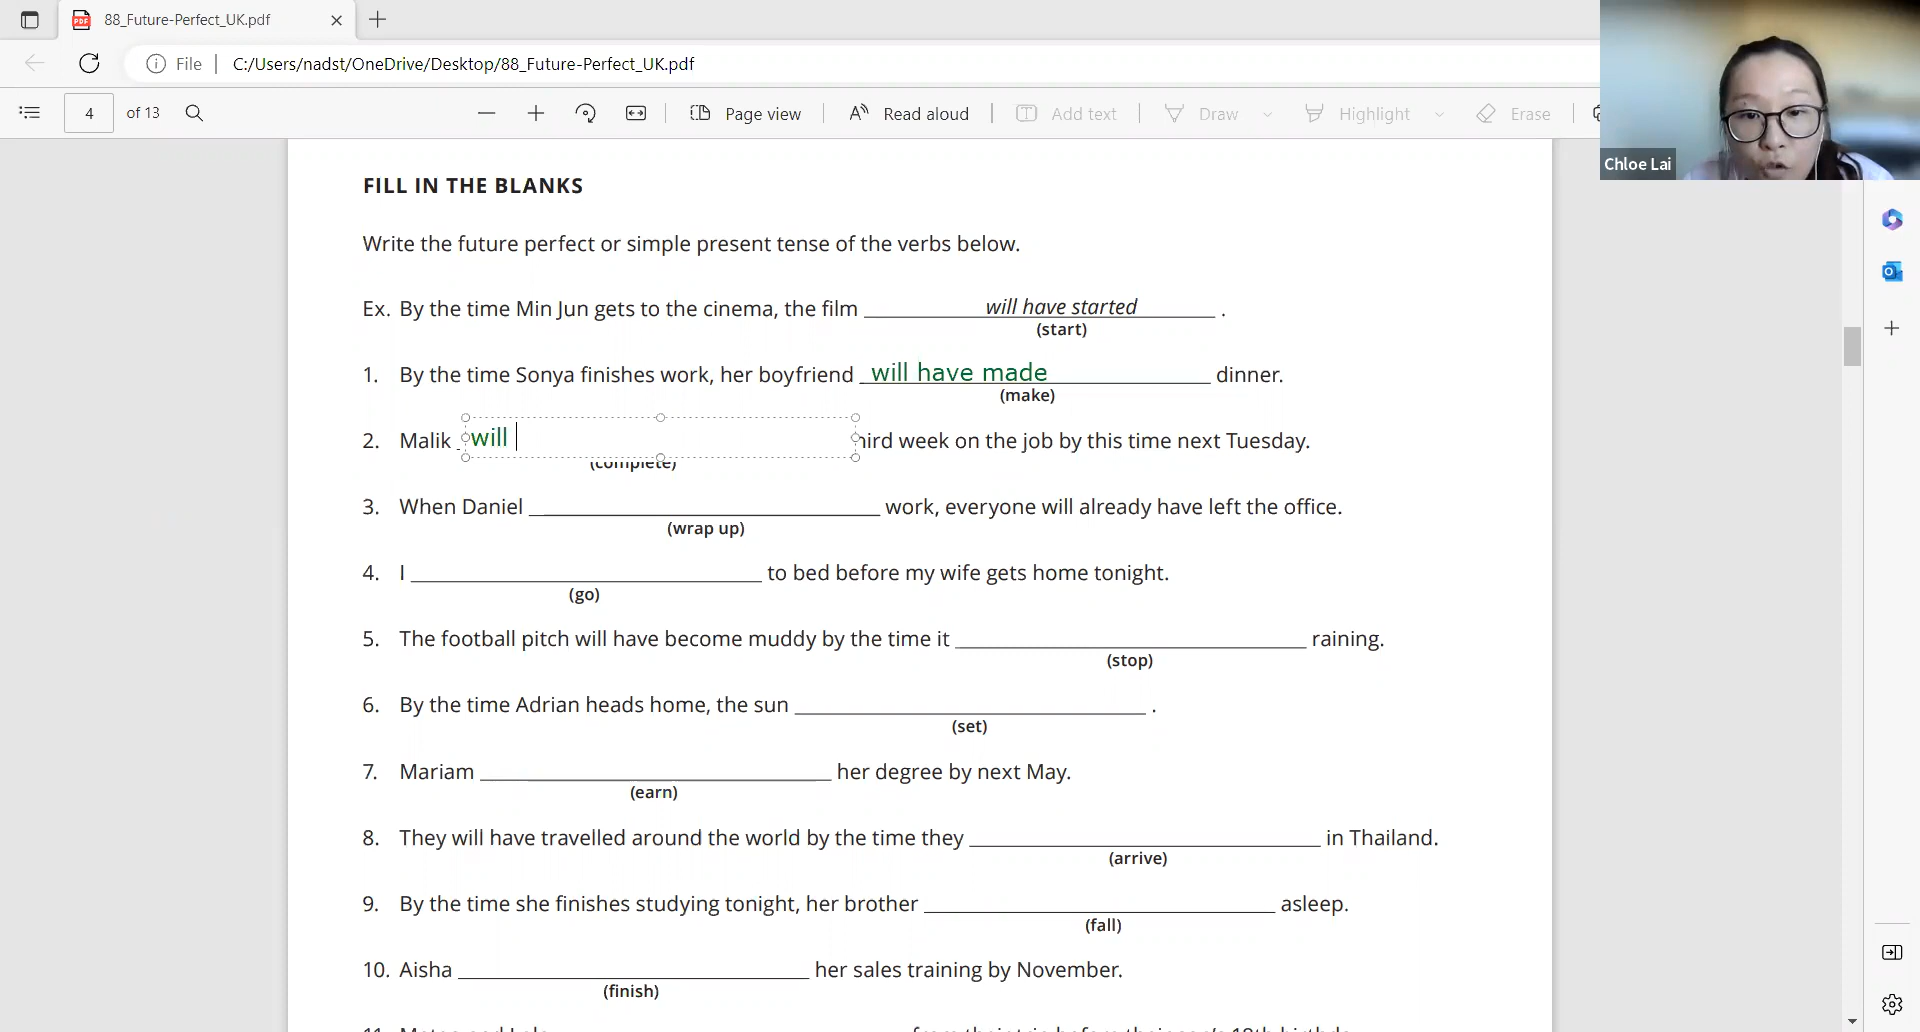 88_Future-Perfect_UK.pdf
File C:/Users/nadst/OneDrive/Desktop/88_Future-Perfect_UK.pdf
4 of 13 Page view Read aloud Add text Draw Highlight Erase
Chloe Lai
FILL IN THE BLANKS
Write the future perfect or simple present tense of the verbs below.
Ex. By the time Min Jun gets to the cinema, the film will have started .
(start)
1. By the time Sonya finishes work, her boyfriend will have made dinner.
(make)
2. Malik will hird week on the job by this time next Tuesday.
(complete)
3. When Daniel ____ work, everyone will already have left the office.
(wrap up)
4. I ____ to bed before my wife gets home tonight.
(go)
5. The football pitch will have become muddy by the time it ____ raining.
(stop)
6. By the time Adrian heads home, the sun ____ .
(set)
7. Mariam ____ her degree by next May.
(earn)
8. They will have travelled around the world by the time they ____ in Thailand.
(arrive)
9. By the time she finishes studying tonight, her brother ____ asleep.
(fall)
10. Aisha ____ her sales training by November.
(finish)